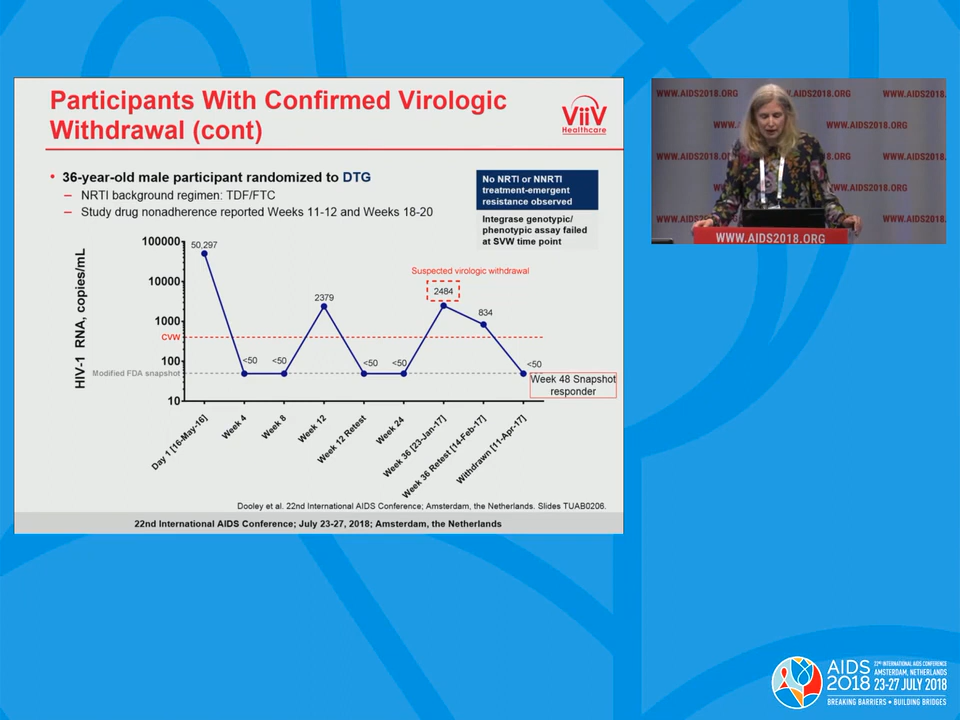 Participants With Confirmed Virologic
Withdrawal (cont)
ViiV
Healthcare
• 36-year-old male participant randomized to DTG
– NRTI background regimen: TDF/FTC
– Study drug nonadherence reported Weeks 11-12 and Weeks 18-20
No NRTI or NNRTI
treatment-emergent
resistance observed
Integrase genotypic/
phenotypic assay failed
at SVW time point
HIV-1 RNA, copies/mL
100000
10000
1000
CVW
100
Modified FDA snapshot
10
50,297
<50
<50
2379
<50
<50
Suspected virologic withdrawal
2484
834
<50
Week 48 Snapshot
responder
Day 1 [16-May-16]
Week 4
Week 8
Week 12
Week 12 Retest
Week 24
Week 36 [23-Jan-17]
Week 36 Retest [14-Feb-17]
Withdrawn [11-Apr-17]
Dooley et al. 22nd International AIDS Conference; Amsterdam, the Netherlands. Slides TUAB0206.
22nd International AIDS Conference; July 23-27, 2018; Amsterdam, the Netherlands
WWW.AIDS2018.ORG
WWW.AIDS2018.ORG
WWW.AIDS2018.ORG
WWW.AIDS2018.ORG
WWW.AIDS2018.ORG
WWW.AIDS2018.ORG
AIDS
2018
22ND INTERNATIONAL AIDS CONFERENCE
AMSTERDAM, NETHERLANDS
23-27 JULY 2018
BREAKING BARRIERS • BUILDING BRIDGES